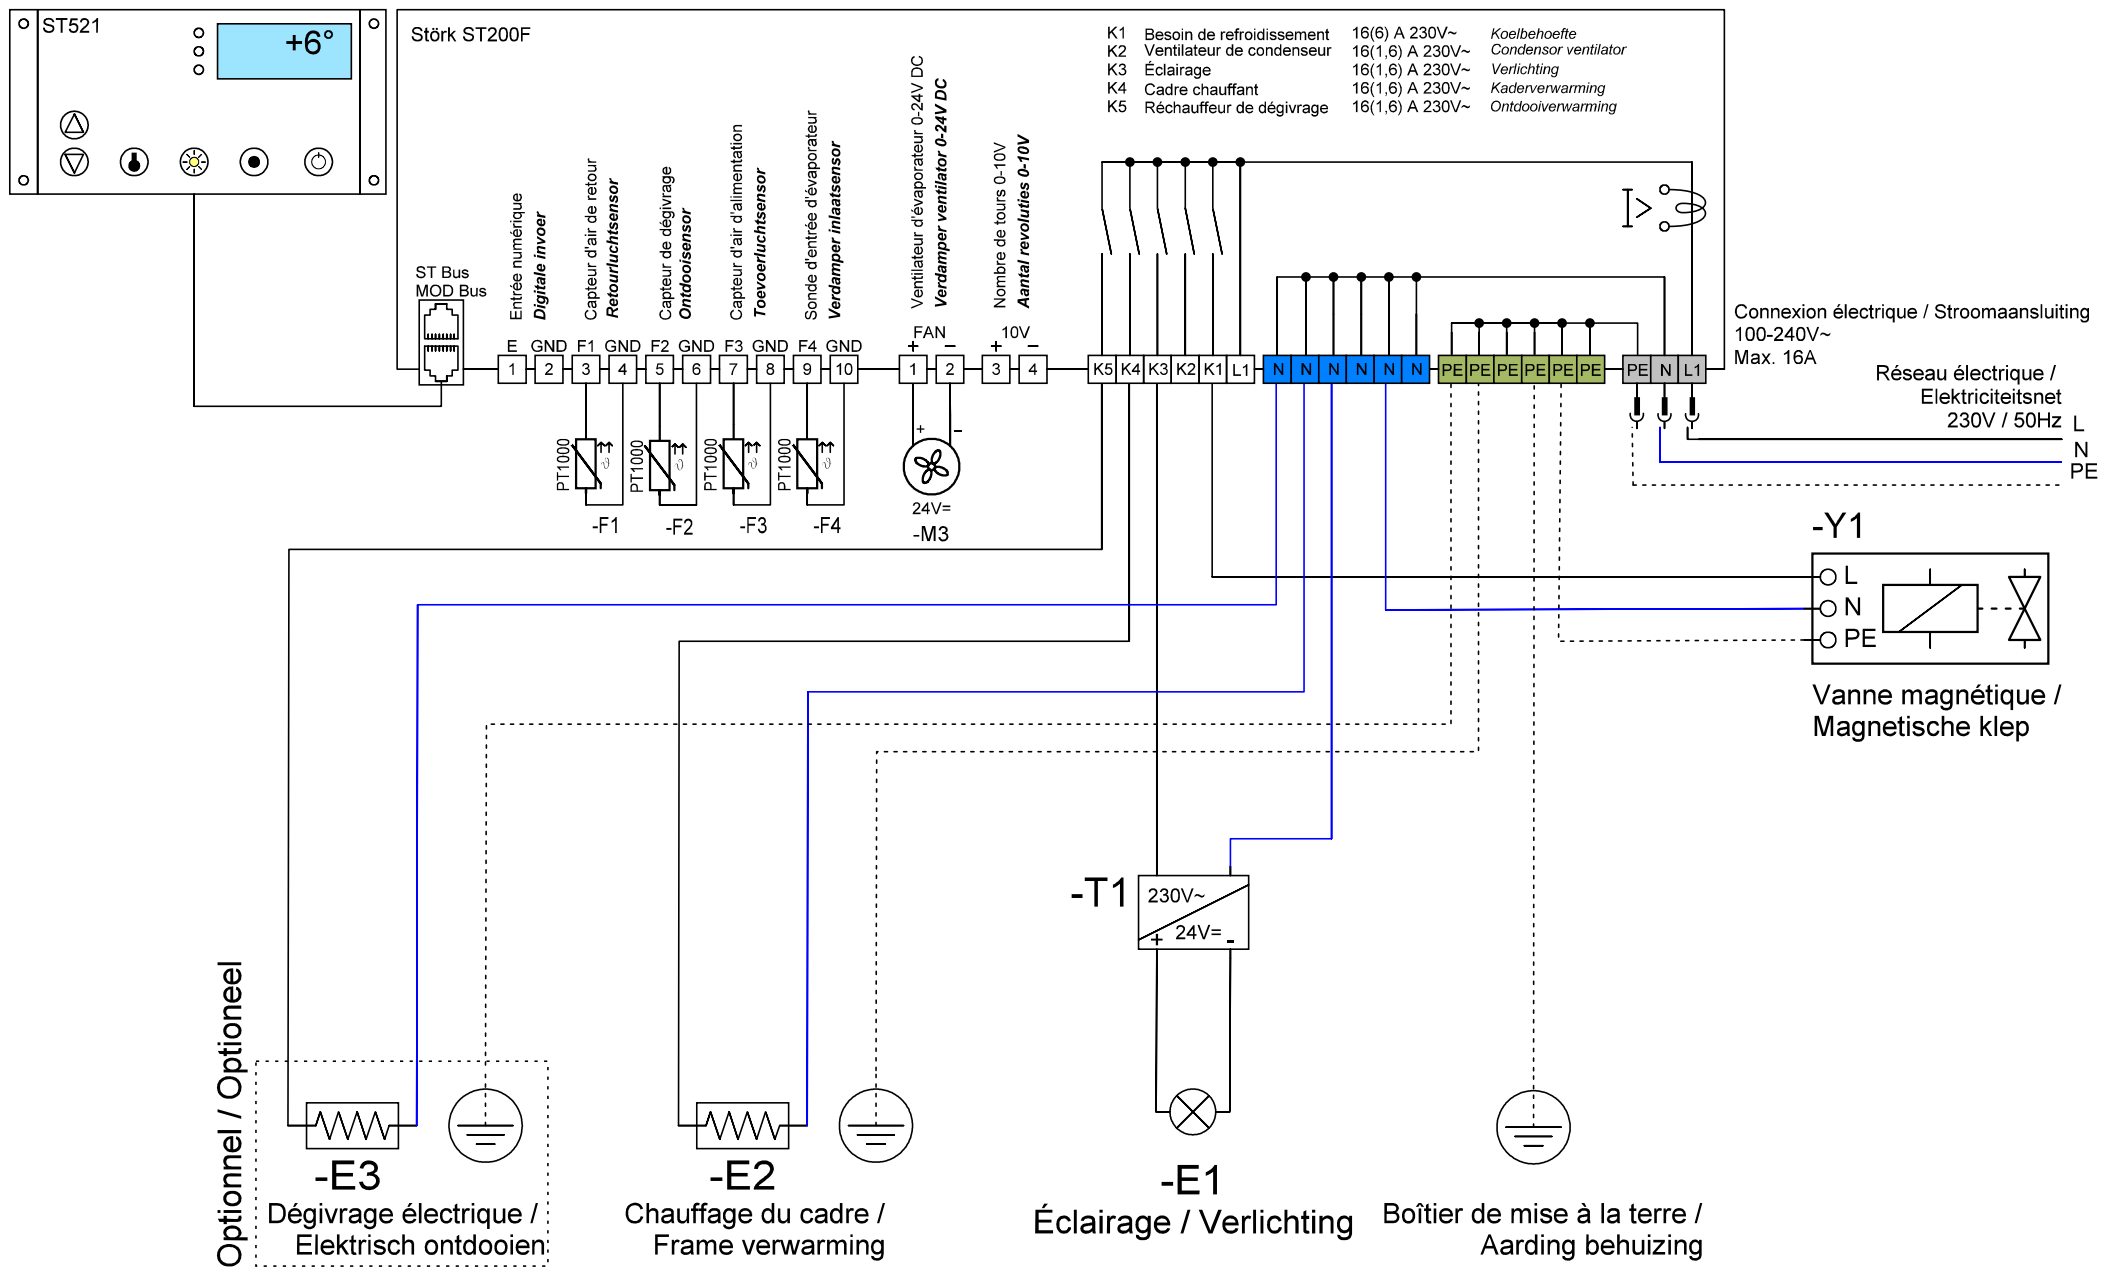 ST521
+6°
Störk ST200F
K1 Besoin de refroidissement 16(6) A 230V~ Koelbehoefte
K2 Ventilateur de condenseur 16(1,6) A 230V~ Condensor ventilator
K3 Éclairage 16(1,6) A 230V~ Verlichting
K4 Cadre chauffant 16(1,6) A 230V~ Kaderverwarming
K5 Réchauffeur de dégivrage 16(1,6) A 230V~ Ontdooiverwarming
ST Bus
MOD Bus
Entrée numérique
Digitale invoer
Capteur d'air de retour
Retourluchtsensor
Capteur de dégivrage
Ontdooisensor
Capteur d'air d'alimentation
Toevoerluchtsensor
Sonde d'entrée d'évaporateur
Verdamper inlaatsensor
Ventilateur d'évaporateur 0-24V DC
Verdamper ventilator 0-24V DC
Nombre de tours 0-10V
Aantal revoluties 0-10V
E GND F1 GND F2 GND F3 GND F4 GND
FAN
+ −
10V
+ −
1 2 3 4 5 6 7 8 9 10 1 2 3 4 K5 K4 K3 K2 K1 L1 N N N N N N PE PE PE PE PE PE PE N L1
Connexion électrique / Stroomaansluiting
100-240V~
Max. 16A
Réseau électrique /
Elektriciteitsnet
230V / 50Hz
L
N
PE
PT1000 ϑ
-F1
PT1000 ϑ
-F2
PT1000 ϑ
-F3
PT1000 ϑ
-F4
+ −
24V=
-M3
-Y1
L
N
PE
Vanne magnétique /
Magnetische klep
-T1
230V~
24V=
+ -
Optionnel / Optioneel
-E3
Dégivrage électrique /
Elektrisch ontdooien
-E2
Chauffage du cadre /
Frame verwarming
-E1
Éclairage / Verlichting
Boîtier de mise à la terre /
Aarding behuizing